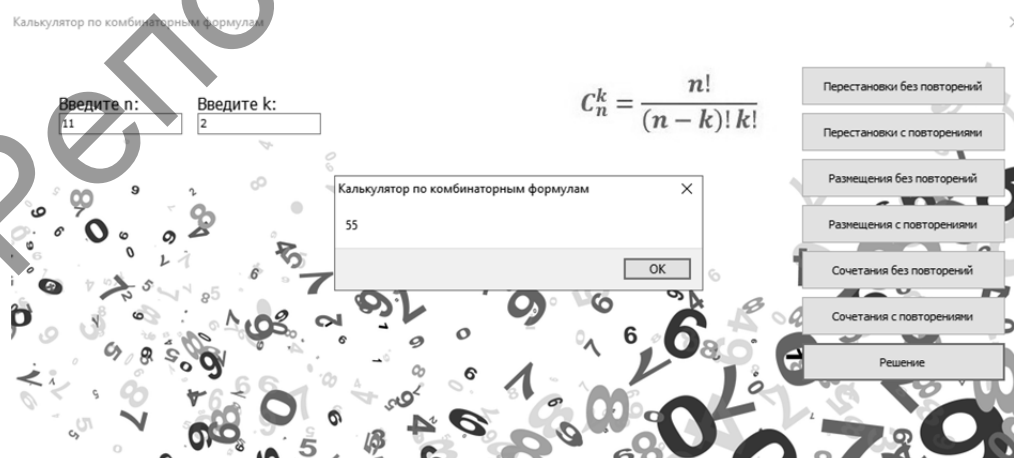 Калькулятор по комбинаторным формулам
Введите n:
Введите k:
11
2
C_n^k = n! / ((n − k)! k!)
Перестановки без повторений
Перестановки с повторениями
Размещения без повторений
Размещения с повторениями
Сочетания без повторений
Сочетания с повторениями
Решение
Калькулятор по комбинаторным формулам
55
OK
Репо